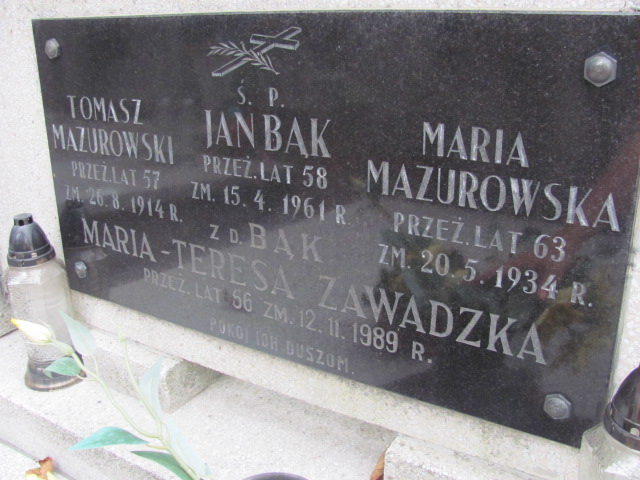 Ś. P.
TOMASZ
MAZUROWSKI
PRZEŻ. LAT 57
ZM. 26. 8. 1914 R.
JAN BĄK
PRZEŻ. LAT 58
ZM. 15. 4. 1961 R.
MARIA
MAZUROWSKA
PRZEŻ. LAT 63
ZM. 20. 5. 1934 R.
Z D. BĄK
MARIA-TERESA ZAWADZKA
PRZEŻ. LAT 56 ZM. 12. 11. 1989 R.
POKÓJ ICH DUSZOM.